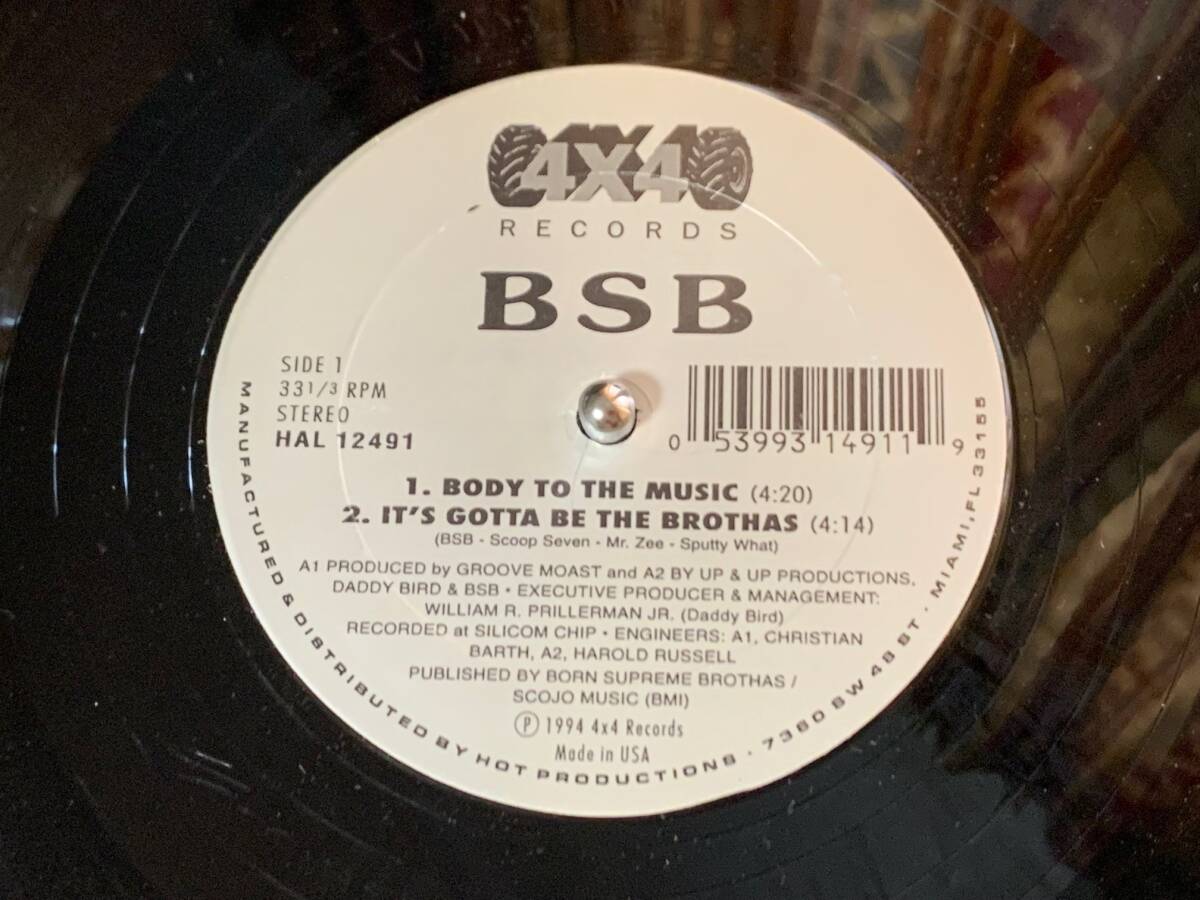 4X4
RECORDS
BSB
SIDE 1
33 1/3 RPM
STEREO
HAL 12491
0 53993 14911 9
1. BODY TO THE MUSIC (4:20)
2. IT'S GOTTA BE THE BROTHAS (4:14)
(BSB - Scoop Seven - Mr. Zee - Sputty What)
A1 PRODUCED by GROOVE MOAST and A2 BY UP & UP PRODUCTIONS,
DADDY BIRD & BSB • EXECUTIVE PRODUCER & MANAGEMENT:
WILLIAM R. PRILLERMAN JR. (Daddy Bird)
RECORDED at SILICOM CHIP • ENGINEERS: A1, CHRISTIAN
BARTH, A2, HAROLD RUSSELL
PUBLISHED BY BORN SUPREME BROTHAS /
SCOJO MUSIC (BMI)
℗ 1994 4x4 Records
Made in USA
MANUFACTURED & DISTRIBUTED BY HOT PRODUCTIONS • 7360 SW 48 ST • MIAMI, FL 33155